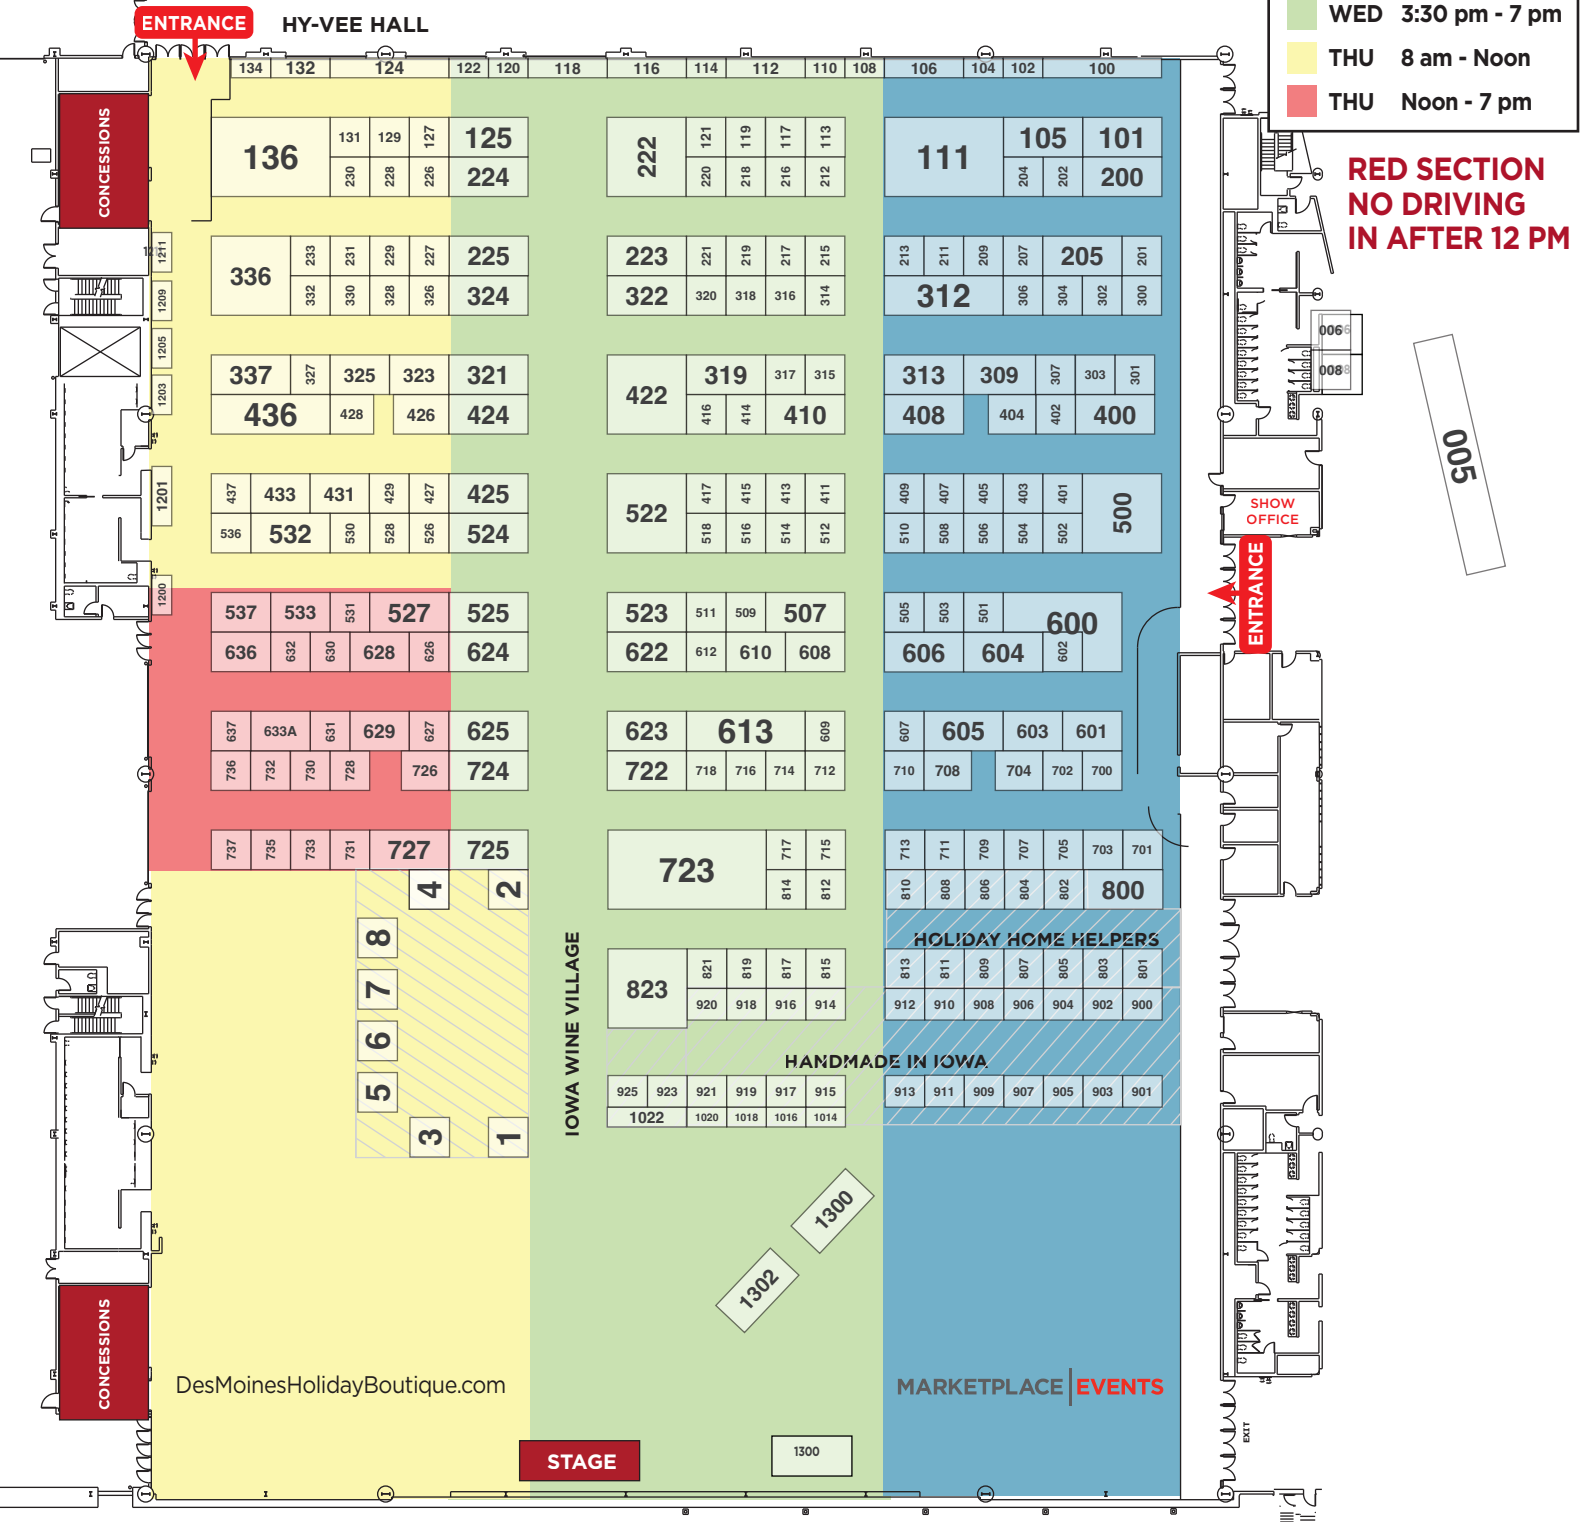 ENTRANCE
HY-VEE HALL
WED 3:30 pm - 7 pm
THU 8 am - Noon
THU Noon - 7 pm
RED SECTION
NO DRIVING
IN AFTER 12 PM
134 132 124 122 120 118 116 114 112 110 108 106 104 102 100
CONCESSIONS
136 131 129 127 125 222 121 119 117 113 111 105 101
230 228 226 224 220 218 216 212 204 202 200
1211
336 233 231 229 227 225 223 221 219 217 215 213 211 209 207 205 201
1209
332 330 328 326 324 322 320 318 316 314 312 306 304 302 300
1205
006
008
005
337 327 325 323 321 422 319 317 315 313 309 307 303 301
1203
436 428 426 424 416 414 410 408 404 402 400
1201
437 433 431 429 427 425 522 417 415 413 411 409 407 405 403 401 500
536 532 530 528 526 524 518 516 514 512 510 508 506 504 502
SHOW
OFFICE
ENTRANCE
1200
537 533 531 527 525 523 511 509 507 505 503 501 600
636 632 630 628 626 624 622 612 610 608 606 604 602
637 633A 631 629 627 625 623 613 609 607 605 603 601
736 732 730 728 726 724 722 718 716 714 712 710 708 704 702 700
737 735 733 731 727 725 723 717 715 713 711 709 707 705 703 701
4 2 814 812 810 808 806 804 802 800
8
7
6
5
3 1
IOWA WINE VILLAGE
HOLIDAY HOME HELPERS
823 821 819 817 815 813 811 809 807 805 803 801
920 918 916 914 912 910 908 906 904 902 900
HANDMADE IN IOWA
925 923 921 919 917 915 913 911 909 907 905 903 901
1022 1020 1018 1016 1014
1300
1302
CONCESSIONS
DesMoinesHolidayBoutique.com
MARKETPLACE EVENTS
EXIT
STAGE
1300